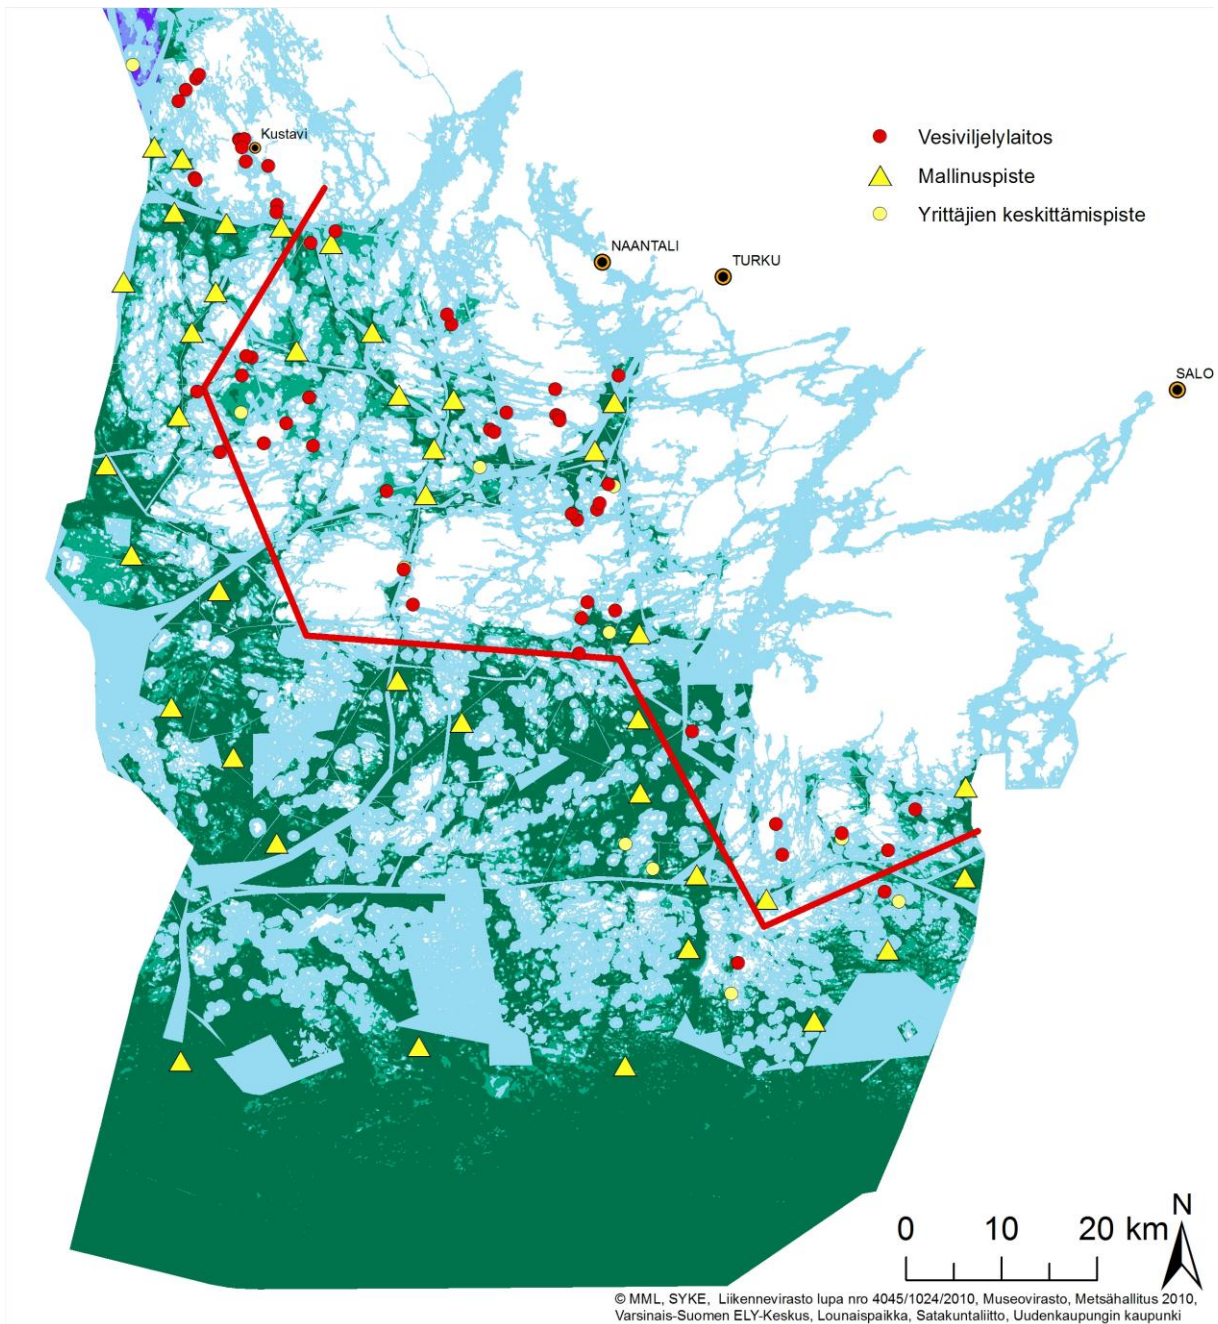 Kustavi
Vesiviljelylaitos
Mallinuspiste
Yrittäjien keskittämispiste
NAANTALI
TURKU
SALO
N
0 10 20 km
© MML, SYKE, Liikennevirasto lupa nro 4045/1024/2010, Museovirasto, Metsähallitus 2010,
Varsinais-Suomen ELY-Keskus, Lounaispaikka, Satakuntaliitto, Uudenkaupungin kaupunki